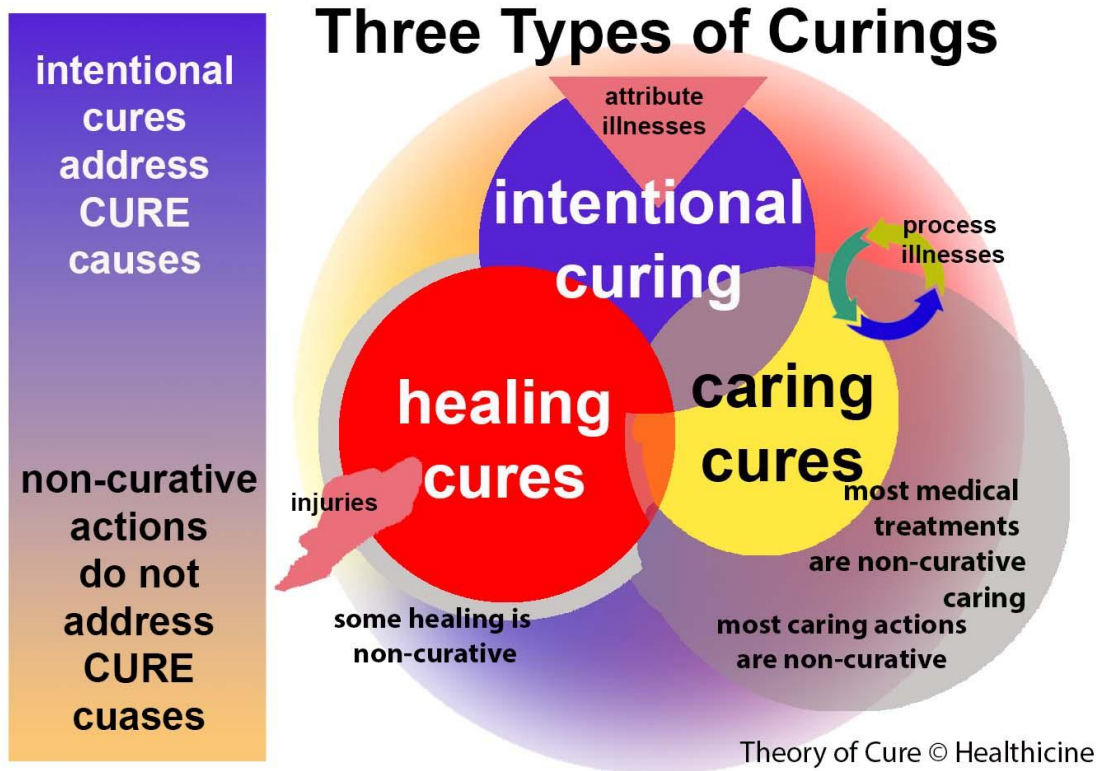 Three Types of Curings
intentional
cures
address
CURE
causes
non-curative
actions
do not
address
CURE
cuases
attribute
illnesses
intentional
curing
process
illnesses
healing
cures
caring
cures
injuries
most medical
treatments
are non-curative
caring
some healing is
non-curative
most caring actions
are non-curative
Theory of Cure © Healthicine